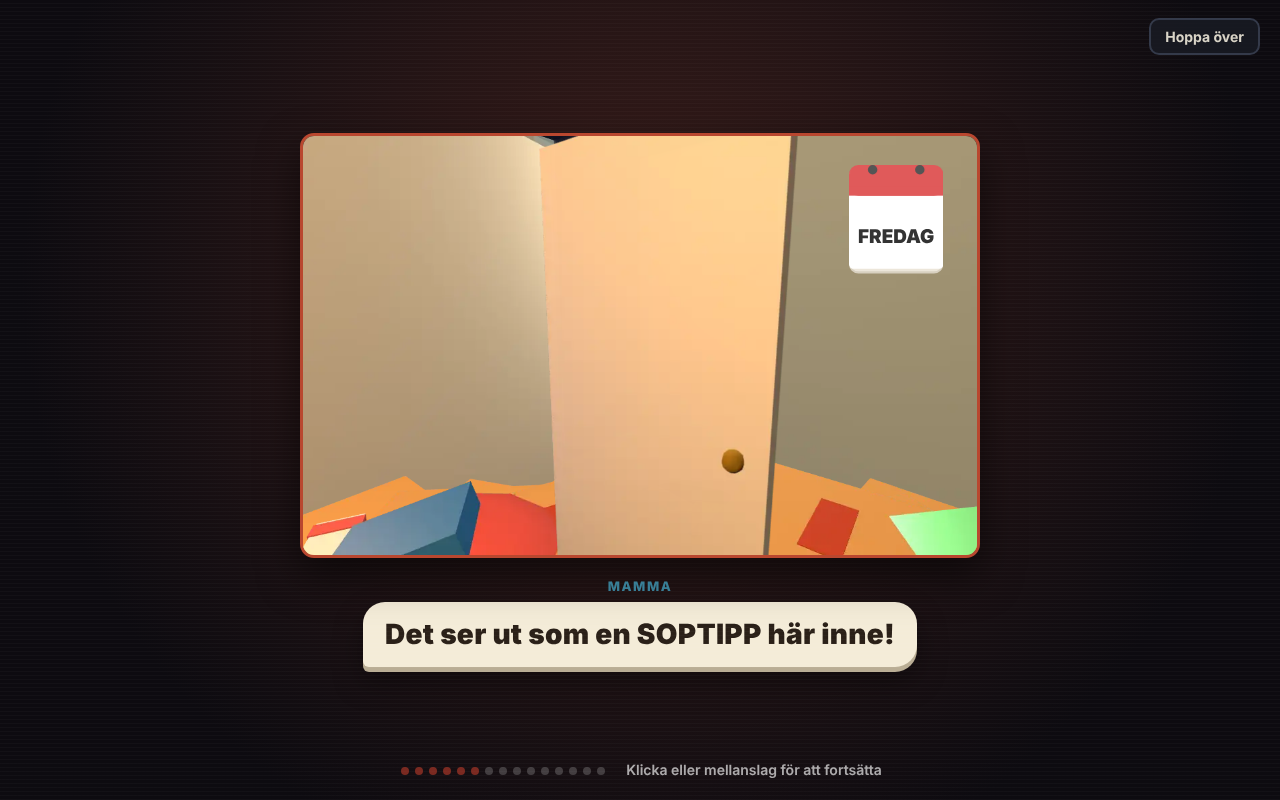 Hoppa över
FREDAG
MAMMA
Det ser ut som en SOPTIPP här inne!
Klicka eller mellanslag för att fortsätta